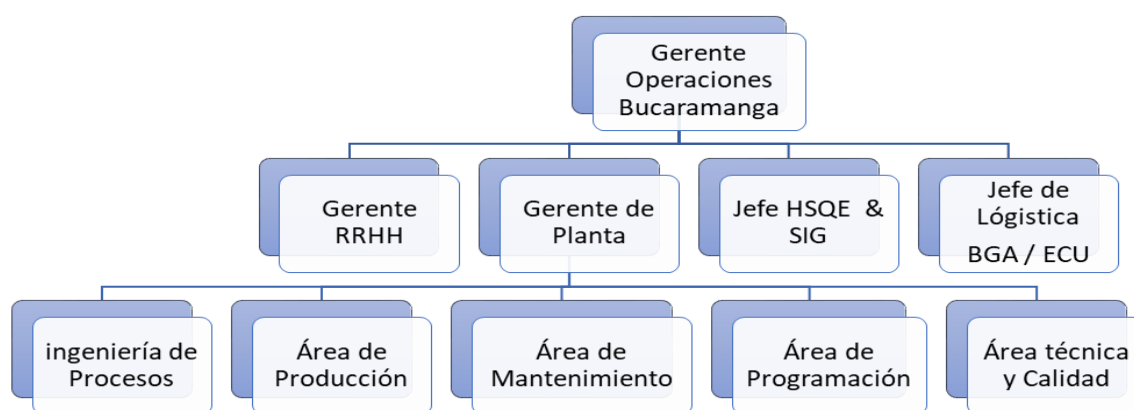 Gerente
Operaciones
Bucaramanga
Gerente
RRHH
Gerente de
Planta
Jefe HSQE & 
SIG
Jefe de
Lógistica
BGA / ECU
ingeniería de
Procesos
Área de
Producción
Área de
Mantenimiento
Área de
Programación
Área técnica
y Calidad